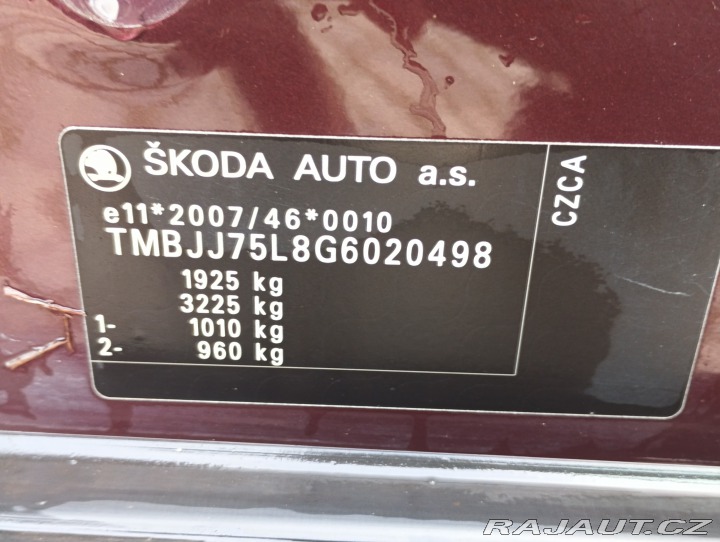 ŠKODA AUTO a.s.
e11*2007/46*0010
TMBJJ75L8G6020498
1925 kg
3225 kg
1- 1010 kg
2- 960 kg
CZCA
RAJAUT.CZ